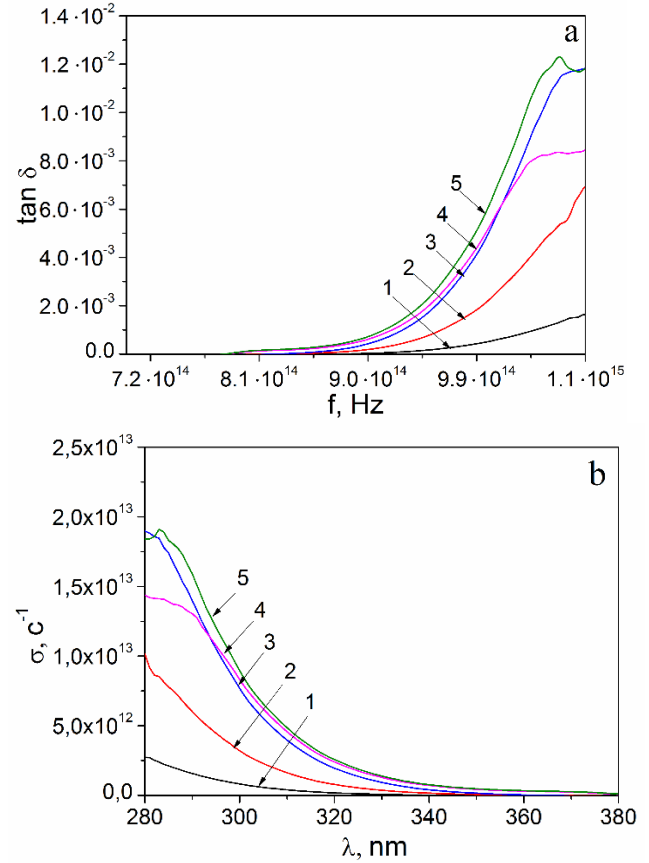 a
1.4·10⁻²
1.2·10⁻²
1.0·10⁻²
8.0·10⁻³
6.0·10⁻³
4.0·10⁻³
2.0·10⁻³
0.0
tan δ
5
4
3
2
1
7.2·10¹⁴ 8.1·10¹⁴ 9.0·10¹⁴ 9.9·10¹⁴ 1.1·10¹⁵
f, Hz
b
2,5x10¹³
2,0x10¹³
1,5x10¹³
1,0x10¹³
5,0x10¹²
0,0
σ, c⁻¹
5
4
3
2
1
280 300 320 340 360 380
λ, nm